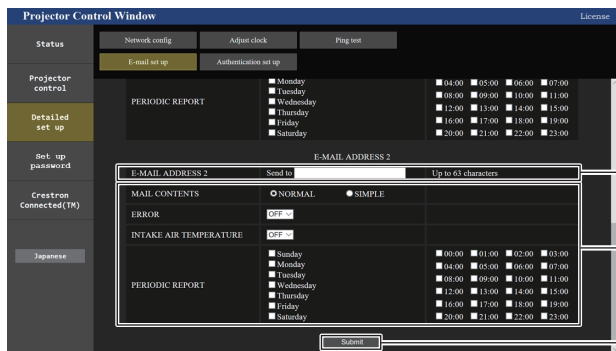 Projector Control Window
License
Status
Network config
Adjust clock
Ping test
E-mail set up
Authentication set up
Projector
control
Detailed
set up
Set up
password
Crestron
Connected(TM)
Japanese
Monday
04:00 05:00 06:00 07:00
Tuesday
08:00 09:00 10:00 11:00
PERIODIC REPORT
Wednesday
12:00 13:00 14:00 15:00
Thursday
16:00 17:00 18:00 19:00
Friday
20:00 21:00 22:00 23:00
Saturday
E-MAIL ADDRESS 2
E-MAIL ADDRESS 2 Send to Up to 63 characters
MAIL CONTENTS NORMAL SIMPLE
ERROR OFF
INTAKE AIR TEMPERATURE OFF
Sunday 00:00 01:00 02:00 03:00
Monday 04:00 05:00 06:00 07:00
Tuesday 08:00 09:00 10:00 11:00
PERIODIC REPORT Wednesday
12:00 13:00 14:00 15:00
Thursday
16:00 17:00 18:00 19:00
Friday
20:00 21:00 22:00 23:00
Saturday
Submit